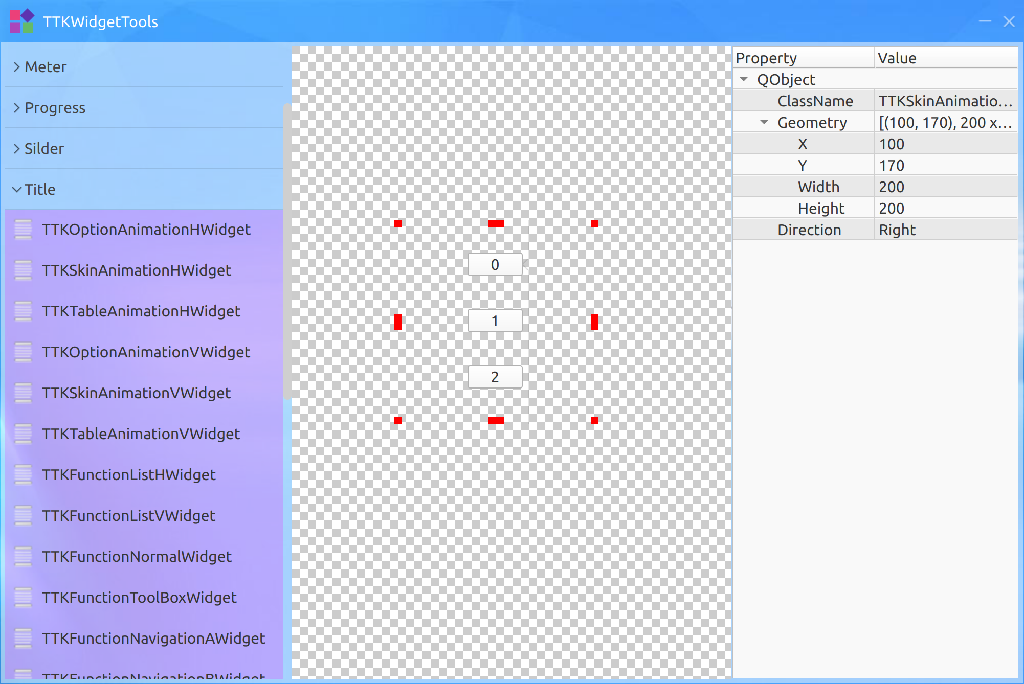 TTKWidgetTools
Meter
Progress
Silder
Title
TTKOptionAnimationHWidget
TTKSkinAnimationHWidget
TTKTableAnimationHWidget
TTKOptionAnimationVWidget
TTKSkinAnimationVWidget
TTKTableAnimationVWidget
TTKFunctionListHWidget
TTKFunctionListVWidget
TTKFunctionNormalWidget
TTKFunctionToolBoxWidget
TTKFunctionNavigationAWidget
TTKFunctionNavigationBWidget
0
1
2
Property Value
QObject
ClassName TTKSkinAnimatio...
Geometry [(100, 170), 200 x...
X 100
Y 170
Width 200
Height 200
Direction Right